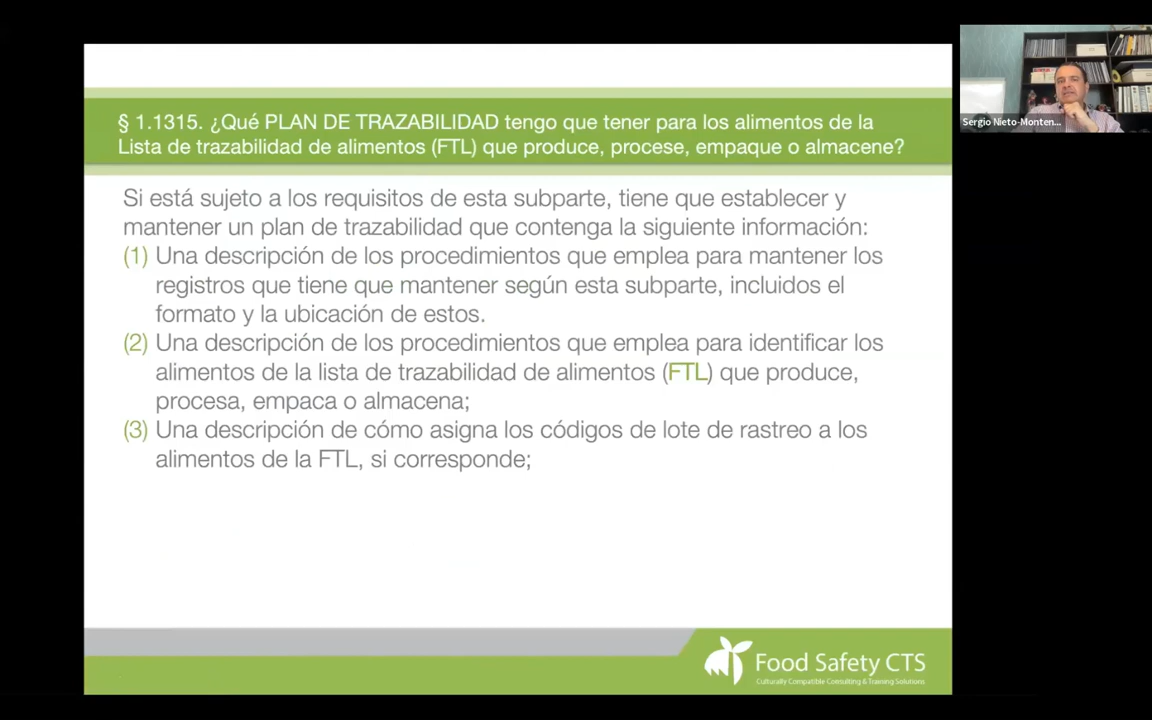 § 1.1315. ¿Qué PLAN DE TRAZABILIDAD tengo que tener para los alimentos de la
Lista de trazabilidad de alimentos (FTL) que produce, procese, empaque o almacene?
Si está sujeto a los requisitos de esta subparte, tiene que establecer y
mantener un plan de trazabilidad que contenga la siguiente información:
(1) Una descripción de los procedimientos que emplea para mantener los
registros que tiene que mantener según esta subparte, incluidos el
formato y la ubicación de estos.
(2) Una descripción de los procedimientos que emplea para identificar los
alimentos de la lista de trazabilidad de alimentos (FTL) que produce,
procesa, empaca o almacena;
(3) Una descripción de cómo asigna los códigos de lote de rastreo a los
alimentos de la FTL, si corresponde;
Sergio Nieto-Monten...
Food Safety CTS
Culturally Compatible Consulting & Training Solutions